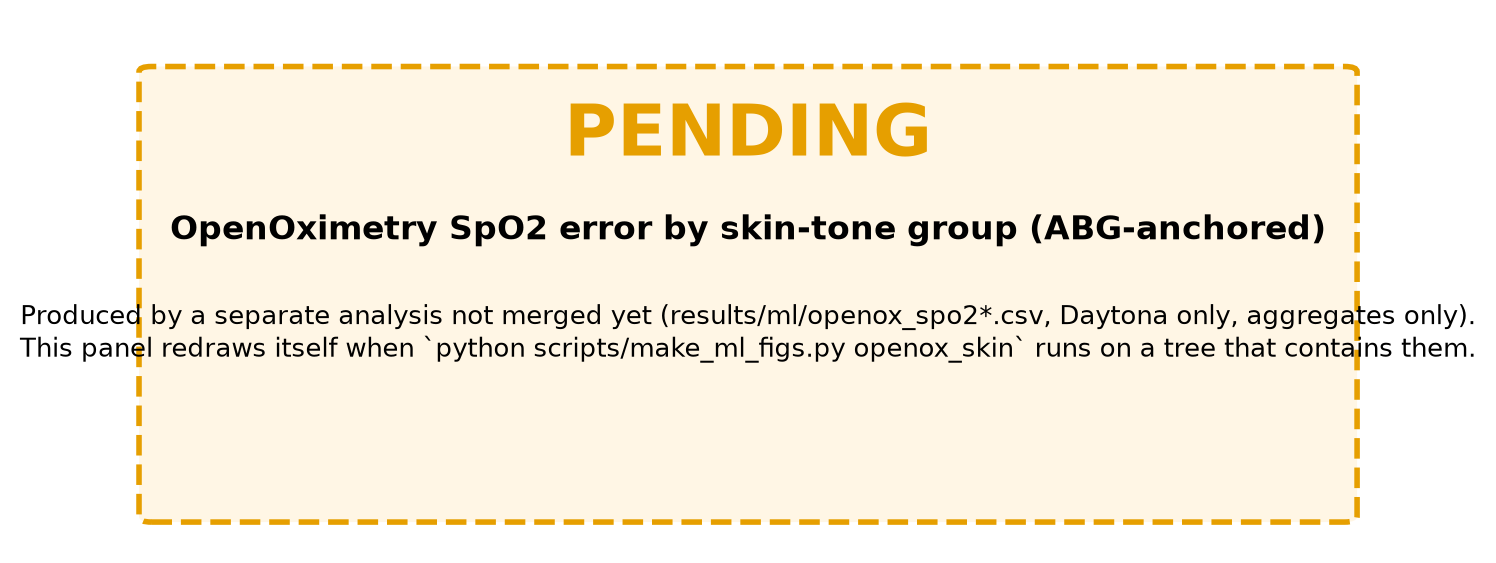 PENDING
OpenOximetry SpO2 error by skin-tone group (ABG-anchored)
Produced by a separate analysis not merged yet (results/ml/openox_spo2*.csv, Daytona only, aggregates only).
This panel redraws itself when `python scripts/make_ml_figs.py openox_skin` runs on a tree that contains them.